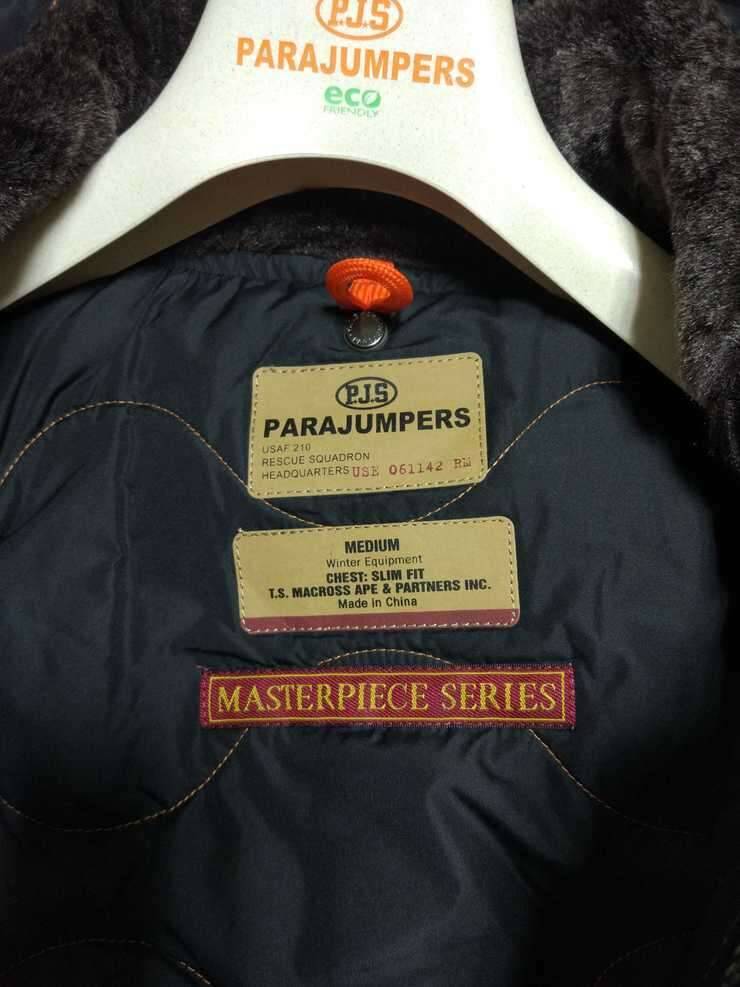 P.J.S
PARAJUMPERS
eco
FRIENDLY
P.J.S
PARAJUMPERS
USAF 210
RESCUE SQUADRON
HEADQUARTERS USE 061142 RM
MEDIUM
Winter Equipment
CHEST: SLIM FIT
T.S. MACROSS APE & PARTNERS INC.
Made in China
MASTERPIECE SERIES